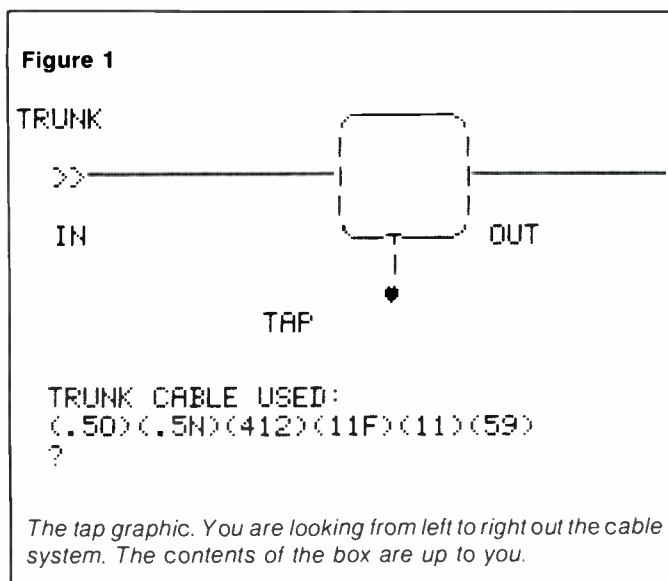 Figure 1
TRUNK
>>
IN
OUT
TAP
TRUNK CABLE USED:
(.50)(.5N)(412)(11F)(11)(59)
?
The tap graphic. You are looking from left to right out the cable
system. The contents of the box are up to you.